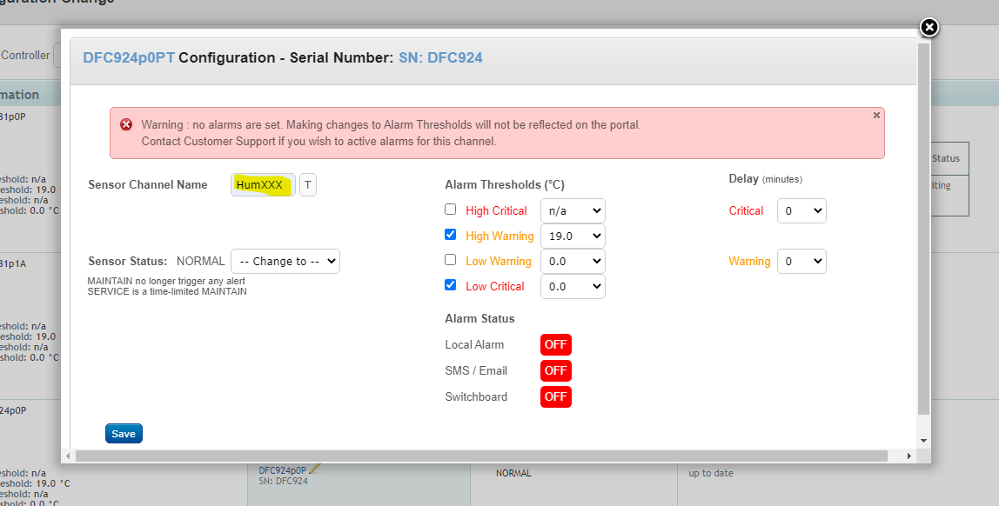 Configuration Change
Controller
mation
31p0P
Status
DFC924p0PT Configuration - Serial Number: SN: DFC924
Warning : no alarms are set. Making changes to Alarm Thresholds will not be reflected on the portal.
Contact Customer Support if you wish to active alarms for this channel.
Sensor Channel Name HumXXX T
Alarm Thresholds (°C)
Delay (minutes)
High Critical n/a
Critical 0
High Warning 19.0
Sensor Status: NORMAL -- Change to --
Low Warning 0.0
Warning 0
MAINTAIN no longer trigger any alert
SERVICE is a time-limited MAINTAIN
Low Critical 0.0
Alarm Status
Local Alarm OFF
SMS / Email OFF
Switchboard OFF
Save
eshold: n/a
eshold: 19.0
eshold: n/a
shold: 0.0 °C
iting
31p1A
eshold: n/a
eshold: 19.0
eshold: n/a
shold: 0.0 °C
24p0P
eshold: n/a
eshold: 19.0 °C
eshold: n/a
shold: 0.0 °C
DFC924p0P
SN: DFC924
NORMAL
up to date